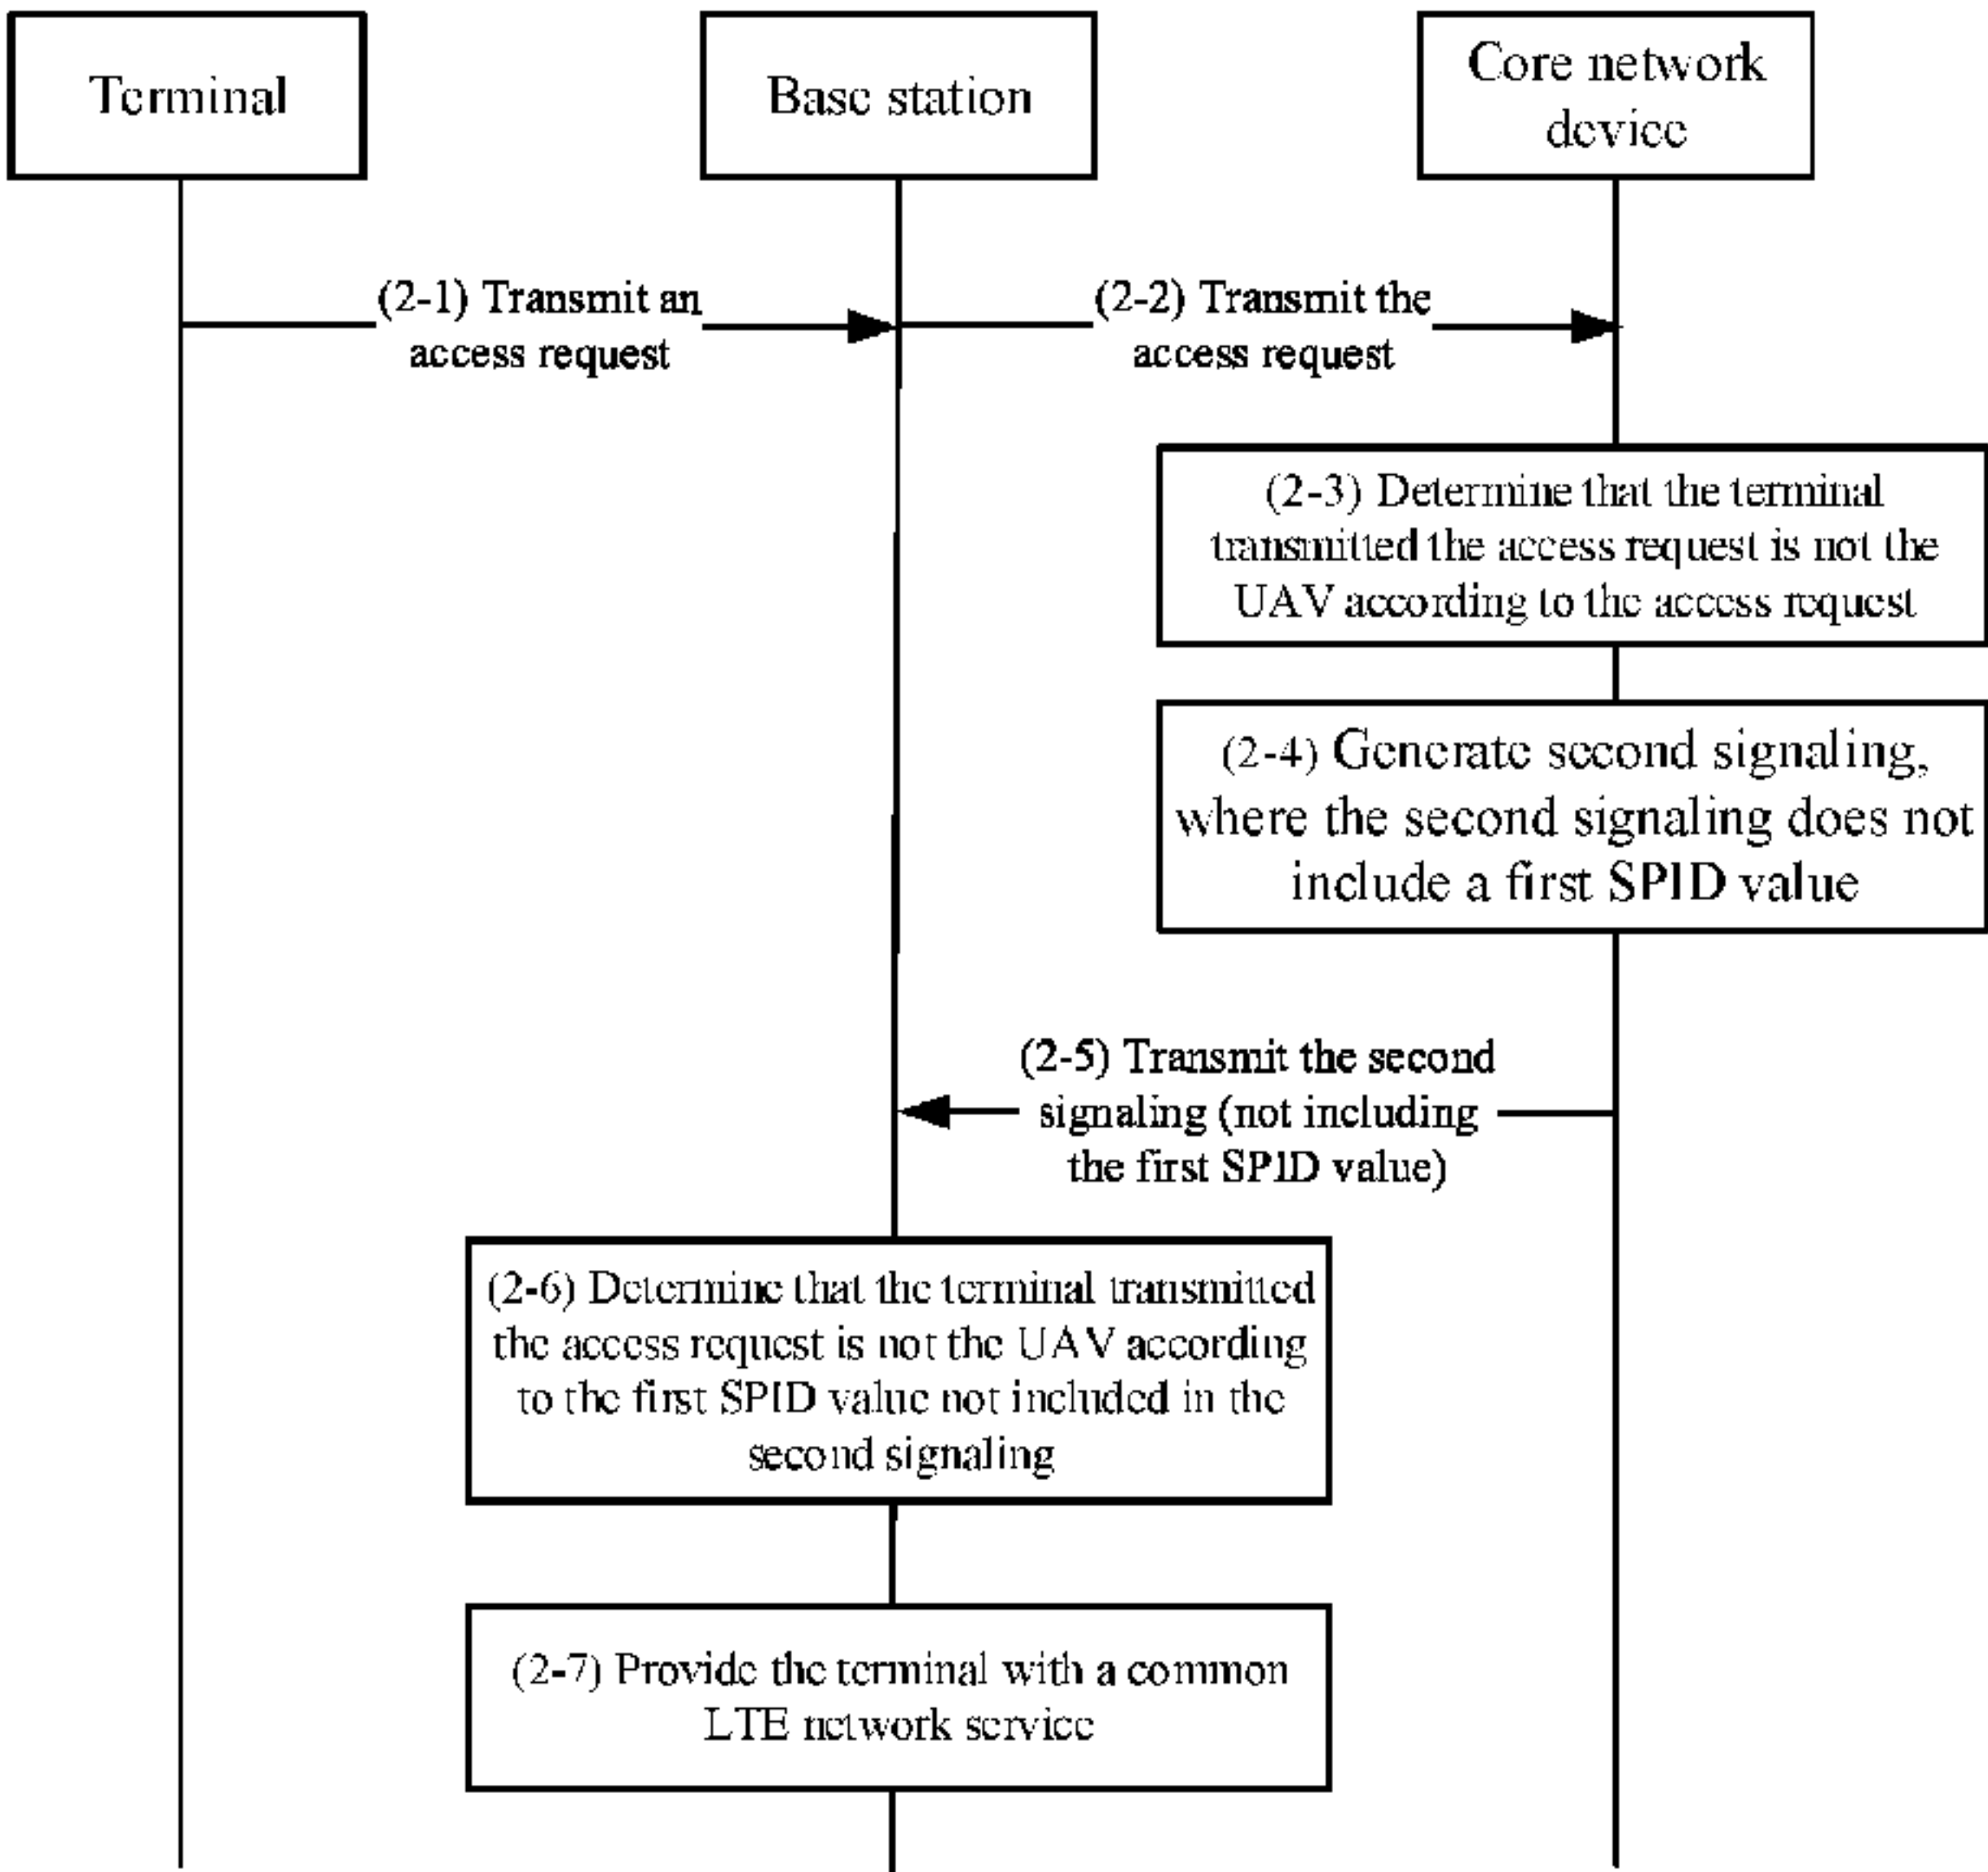 Terminal
Base station
Core network
device
(2-1) Transmit an
access request
(2-2) Transmit the
access request
(2-3) Determine that the terminal
transmitted the access request is not the
UAV according to the access request
(2-4) Generate second signaling,
where the second signaling does not
include a first SPID value
(2-5) Transmit the second
signaling (not including
the first SPID value)
(2-6) Determine that the terminal transmitted
the access request is not the UAV according
to the first SPID value not included in the
second signaling
(2-7) Provide the terminal with a common
LTE network service